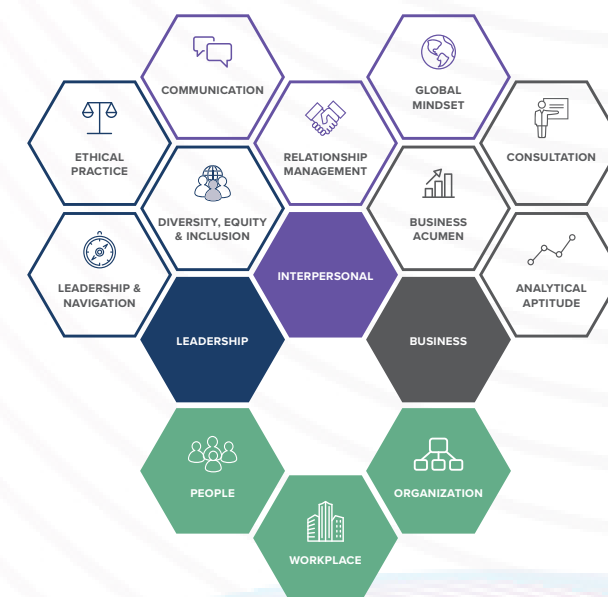 COMMUNICATION
GLOBAL
MINDSET
ETHICAL
PRACTICE
RELATIONSHIP
MANAGEMENT
CONSULTATION
DIVERSITY, EQUITY
& INCLUSION
BUSINESS
ACUMEN
LEADERSHIP &
NAVIGATION
INTERPERSONAL
ANALYTICAL
APTITUDE
LEADERSHIP
BUSINESS
PEOPLE
ORGANIZATION
WORKPLACE